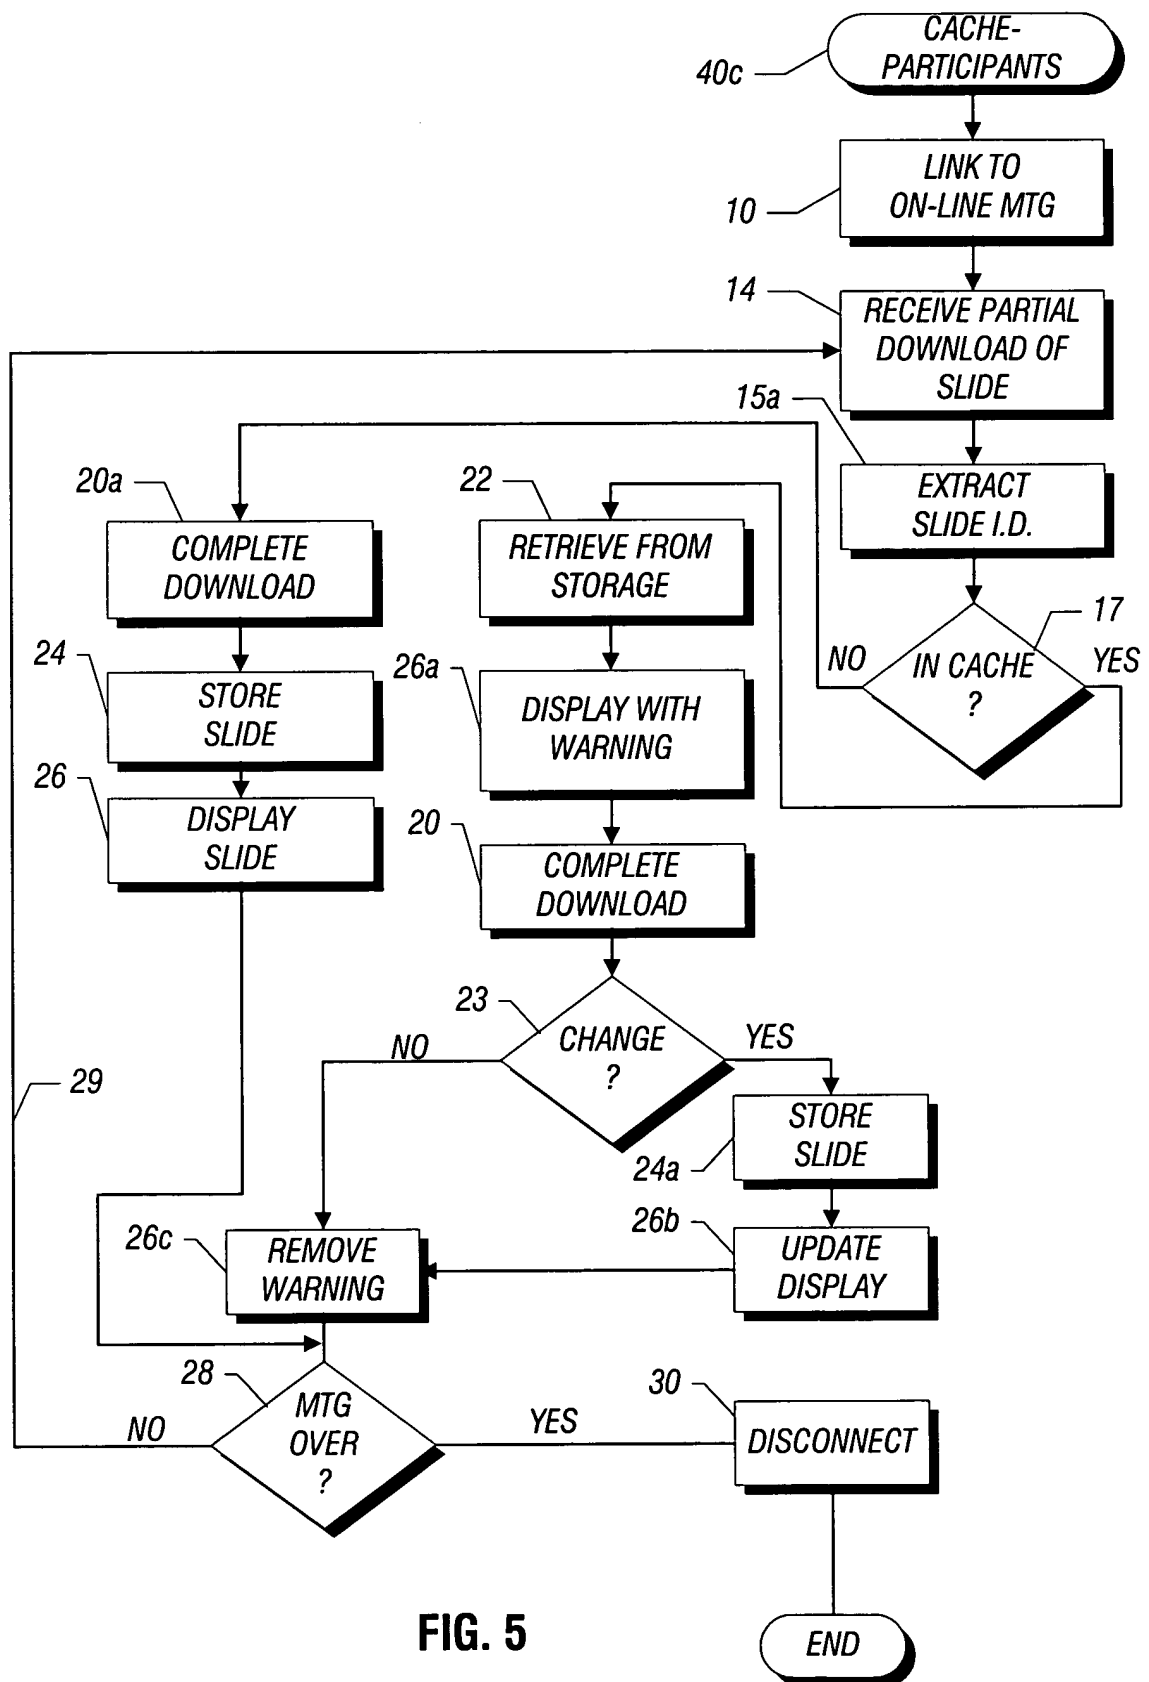 CACHE-
PARTICIPANTS
40c
LINK TO
ON-LINE MTG
10
14
RECEIVE PARTIAL
DOWNLOAD OF
SLIDE
15a
EXTRACT
SLIDE I.D.
17
IN CACHE
?
NO
YES
20a
COMPLETE
DOWNLOAD
24
STORE
SLIDE
26
DISPLAY
SLIDE
22
RETRIEVE FROM
STORAGE
26a
DISPLAY WITH
WARNING
20
COMPLETE
DOWNLOAD
23
CHANGE
?
NO
YES
29
STORE
SLIDE
24a
26b
UPDATE
DISPLAY
26c
REMOVE
WARNING
28
MTG
OVER
?
NO
YES
30
DISCONNECT
END
FIG. 5